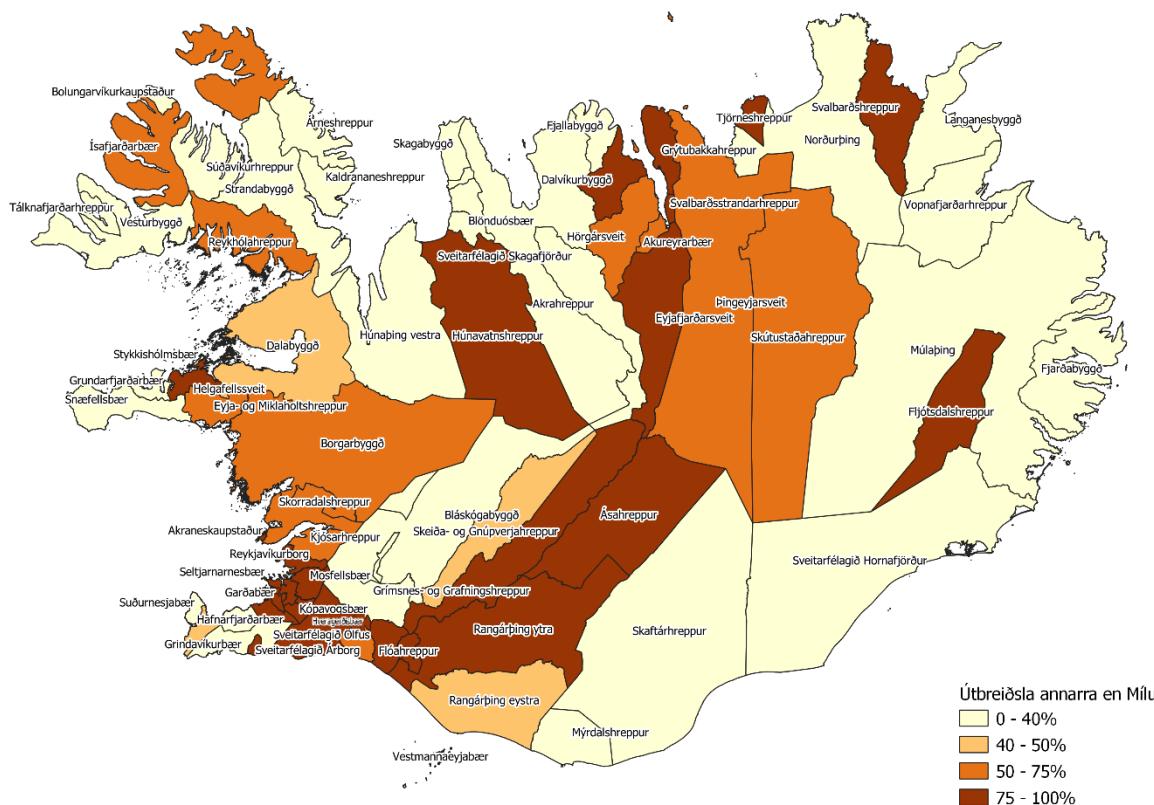 Bolungarvíkurkaupstaður
Árneshreppur
Ísafjarðarbær
Súðavíkurhreppur
Kaldrananeshreppur
Strandabyggð
Tálknafjarðarhreppur
Vesturbyggð
Reykhólahreppur
Skagabyggð
Fjallabyggð
Tjörneshreppur
Svalbarðshreppur
Langanesbyggð
Norðurþing
Grýtubakkahreppur
Dalvíkurbyggð
Svalbarðsstrandarhreppur
Vopnafjarðarhreppur
Blönduósbær
Hörgársveit
Akureyrarbær
Sveitarfélagið Skagafjörður
Akrahreppur
Þingeyjarsveit
Eyjafjarðarsveit
Skútustaðahreppur
Húnaþing vestra
Húnavatnshreppur
Dalabyggð
Múlaþing
Fjarðabyggð
Stykkishólmsbær
Grundarfjarðarbær
Helgafellssveit
Snæfellsbær
Eyja- og Miklaholtshreppur
Fljótsdalshreppur
Borgarbyggð
Skorradalshreppur
Bláskógabyggð
Ásahreppur
Akraneskaupstaður
Skeiða- og Gnúpverjahreppur
Kjósarhreppur
Reykjavíkurborg
Sveitarfélagið Hornafjörður
Seltjarnarnesbær
Mosfellsbær
Garðabær
Grímsnes- og Grafningshreppur
Suðurnesjabær
Kópavogsbær
Hafnarfjarðarbær
Hveragerðisbær
Sveitarfélagið Ölfus
Rangárþing ytra
Skaftárhreppur
Grindavíkurbær
Sveitarfélagið Árborg
Flóahreppur
Rangárþing eystra
Mýrdalshreppur
Vestmannaeyjabær
Útbreiðsla annarra en Mílu
0 - 40%
40 - 50%
50 - 75%
75 - 100%